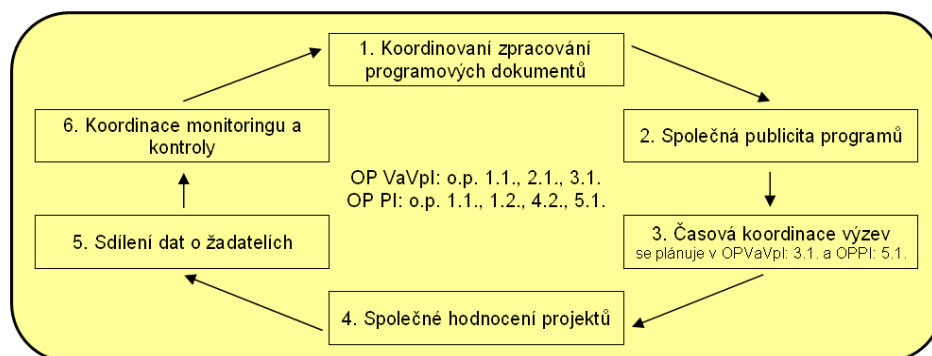 1. Koordinovaní zpracování
programových dokumentů
2. Společná publicita programů
3. Časová koordinace výzev
se plánuje v OPVaVpI: 3.1. a OPPI: 5.1.
4. Společné hodnocení projektů
5. Sdílení dat o žadatelích
6. Koordinace monitoringu a
kontroly
OP VaVpI: o.p. 1.1., 2.1., 3.1.
OP PI: o.p. 1.1., 1.2., 4.2., 5.1.